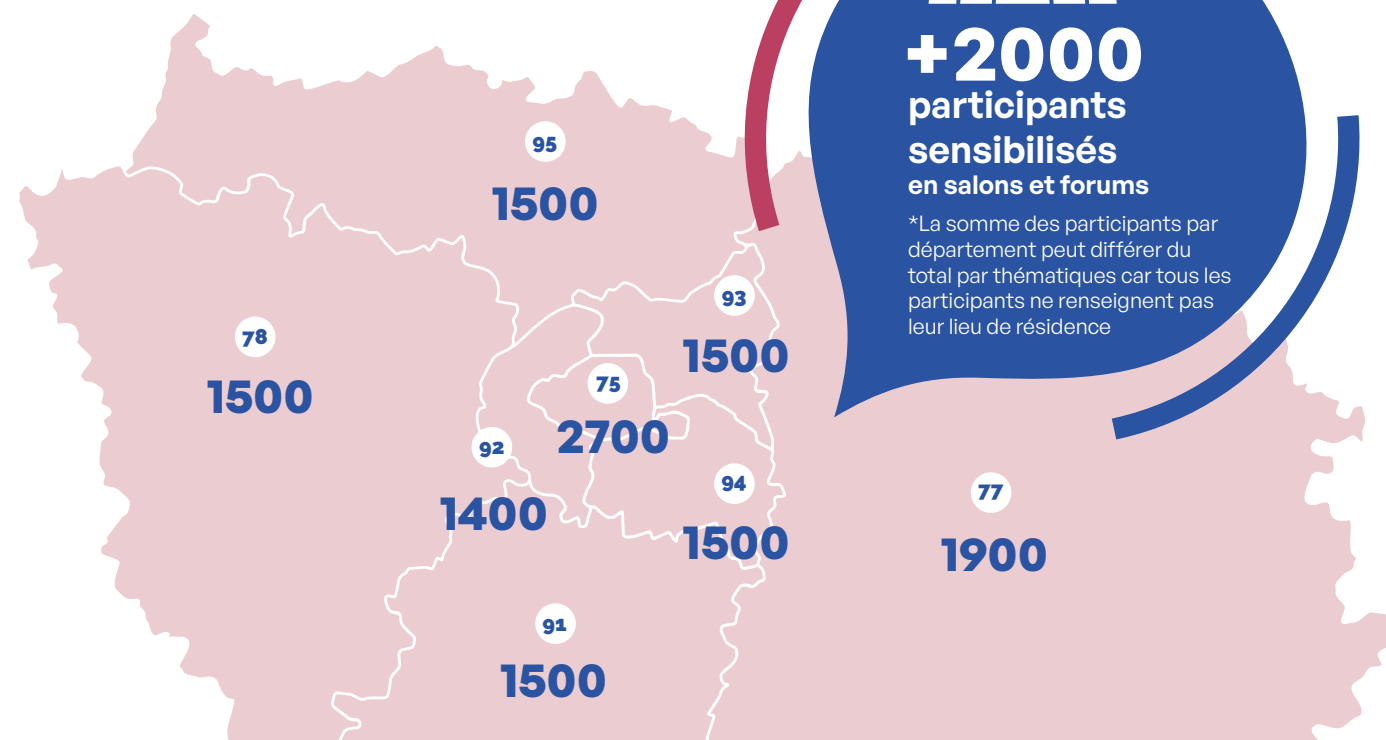 +2000
participants
sensibilisés
en salons et forums
*La somme des participants par
département peut différer du
total par thématiques car tous les
participants ne renseignent pas
leur lieu de résidence
95
1500
93
1500
78
1500
75
2700
92
1400
94
1500
77
1900
91
1500